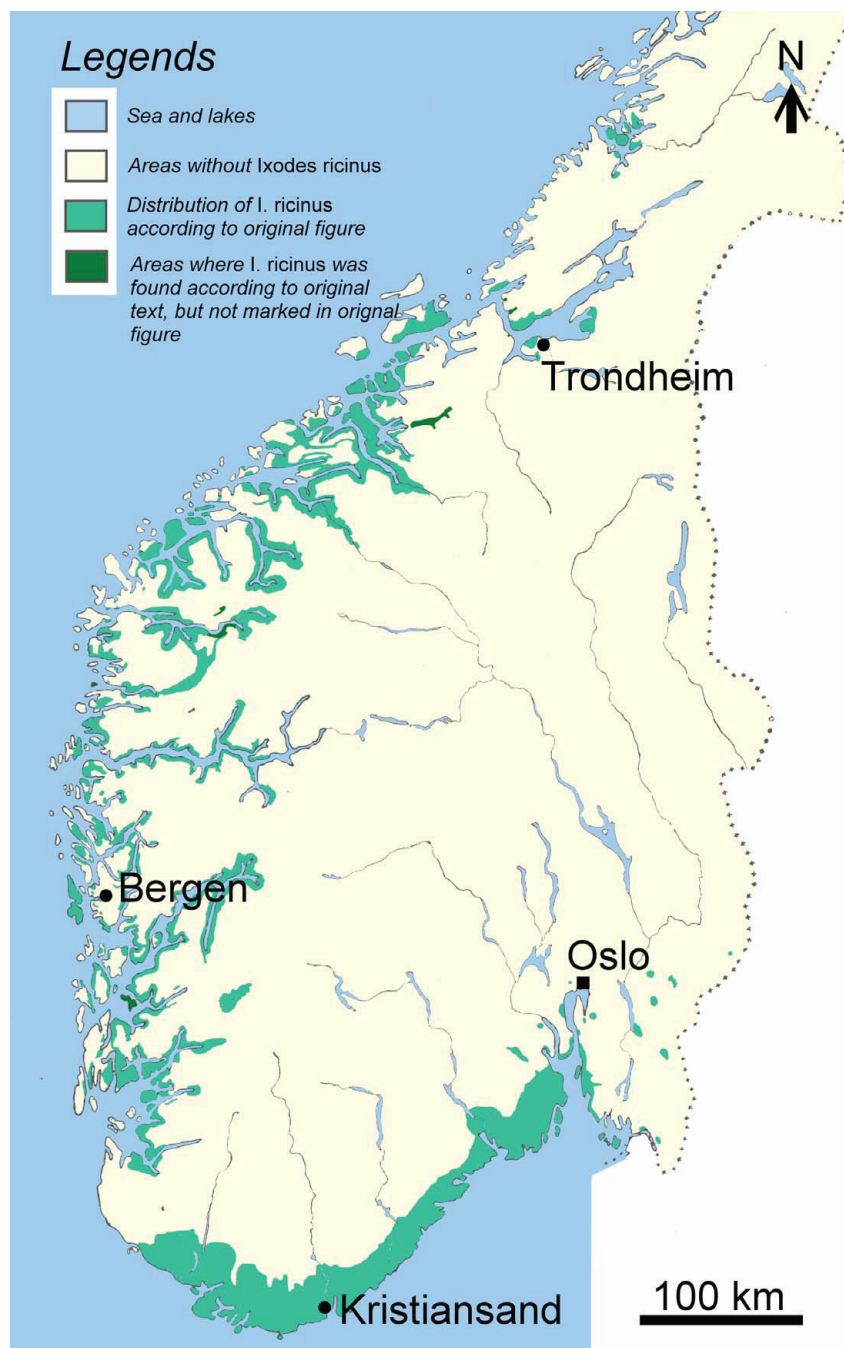 Legends
Sea and lakes
Areas without Ixodes ricinus
Distribution of I. ricinus
according to original figure
Areas where I. ricinus was
found according to original
text, but not marked in orignal
figure
N
Trondheim
Bergen
Oslo
Kristiansand
100 km